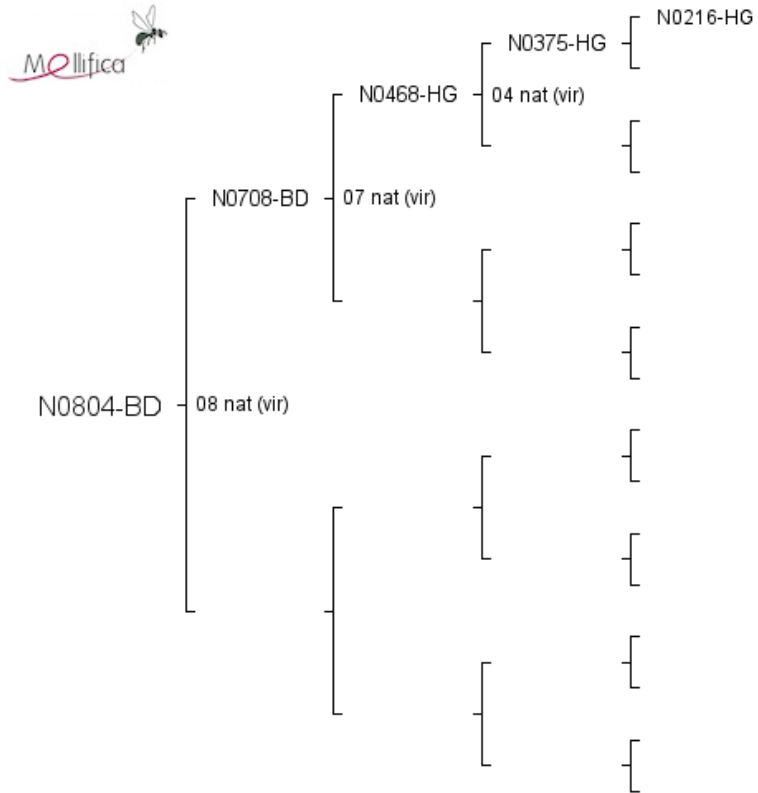 Mellifica
N0216-HG
N0375-HG
N0468-HG
04 nat (vir)
N0708-BD
07 nat (vir)
N0804-BD
08 nat (vir)